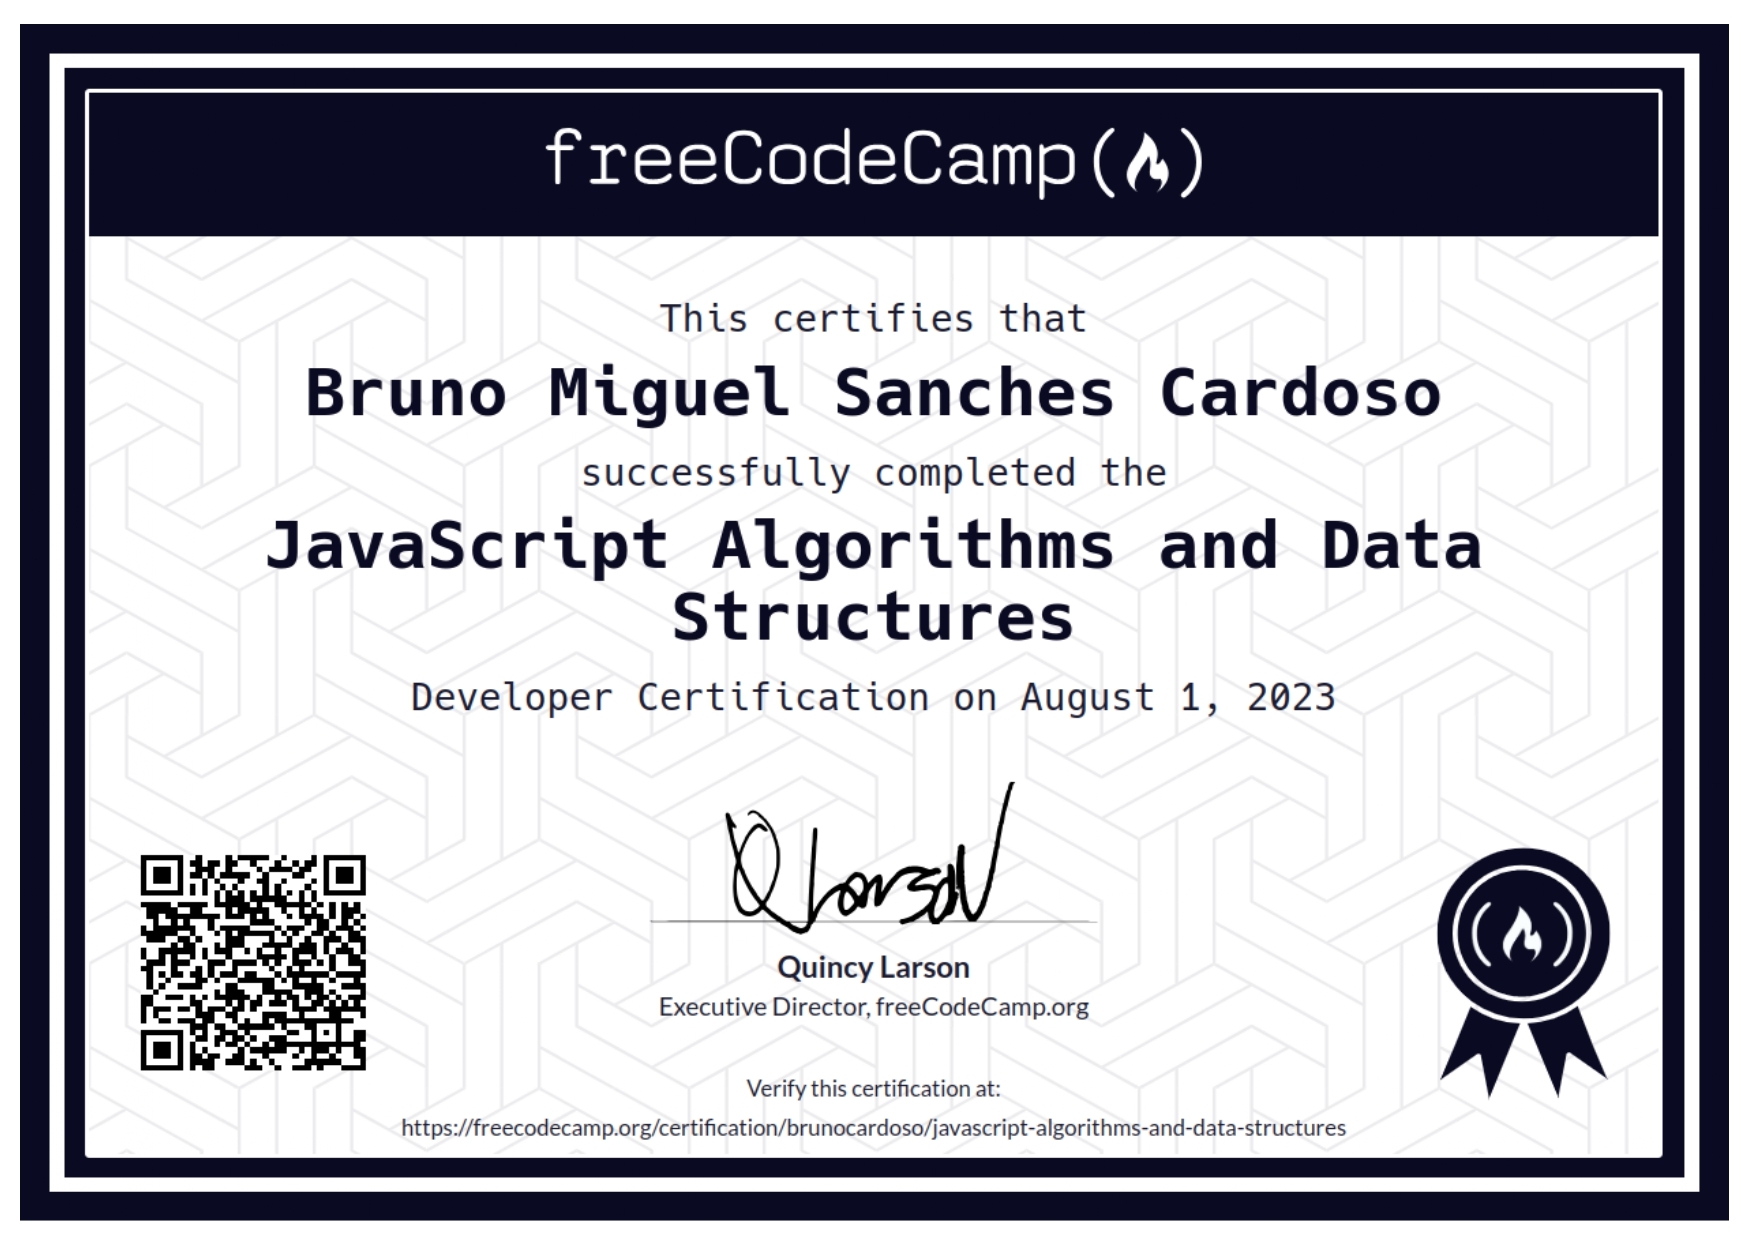 freeCodeCamp
This certifies that
Bruno Miguel Sanches Cardoso
successfully completed the
JavaScript Algorithms and Data
Structures
Developer Certification on August 1, 2023
Q Larson
Quincy Larson
Executive Director, freeCodeCamp.org
Verify this certification at:
https://freecodecamp.org/certification/brunocardoso/javascript-algorithms-and-data-structures